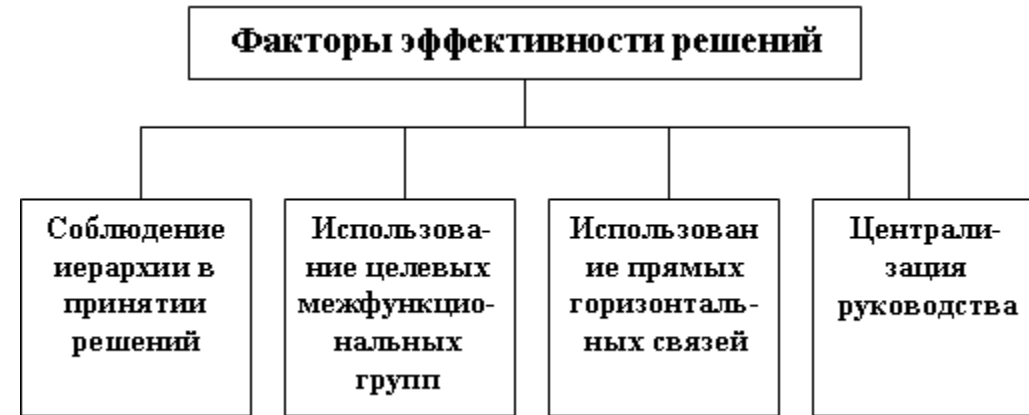 Факторы эффективности решений
Соблюдение
иерархии в
принятии
решений
Использова-
ние целевых
межфункцио-
нальных
групп
Использован
ие прямых
горизонталь-
ных связей
Централи-
зация
руководства